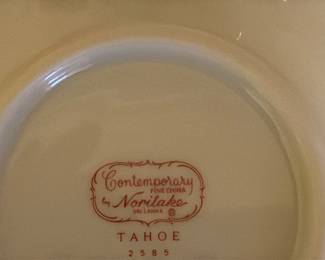 Contemporary
FINE CHINA
by Noritake
SRI LANKA ®
TAHOE
2585